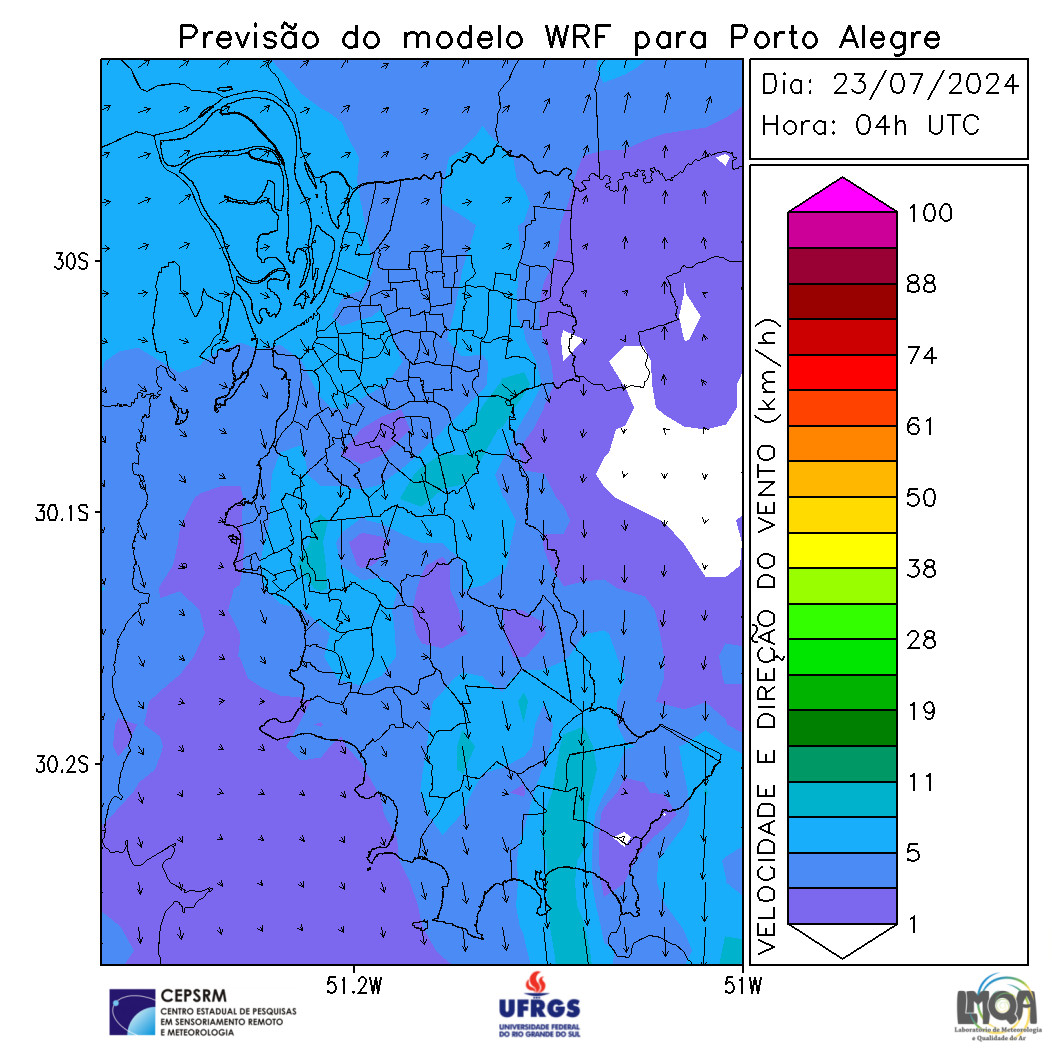 Previsão do modelo WRF para Porto Alegre
Dia: 23/07/2024
Hora: 04h UTC
30S
30.1S
30.2S
51.2W
51W
VELOCIDADE E DIREÇÃO DO VENTO (km/h)
100
88
74
61
50
38
28
19
11
5
1
CEPSRM
CENTRO ESTADUAL DE PESQUISAS
EM SENSORIAMENTO REMOTO
E METEOROLOGIA
UFRGS
UNIVERSIDADE FEDERAL
DO RIO GRANDE DO SUL
LMQA
Laboratório de Meteorologia
e Qualidade do Ar